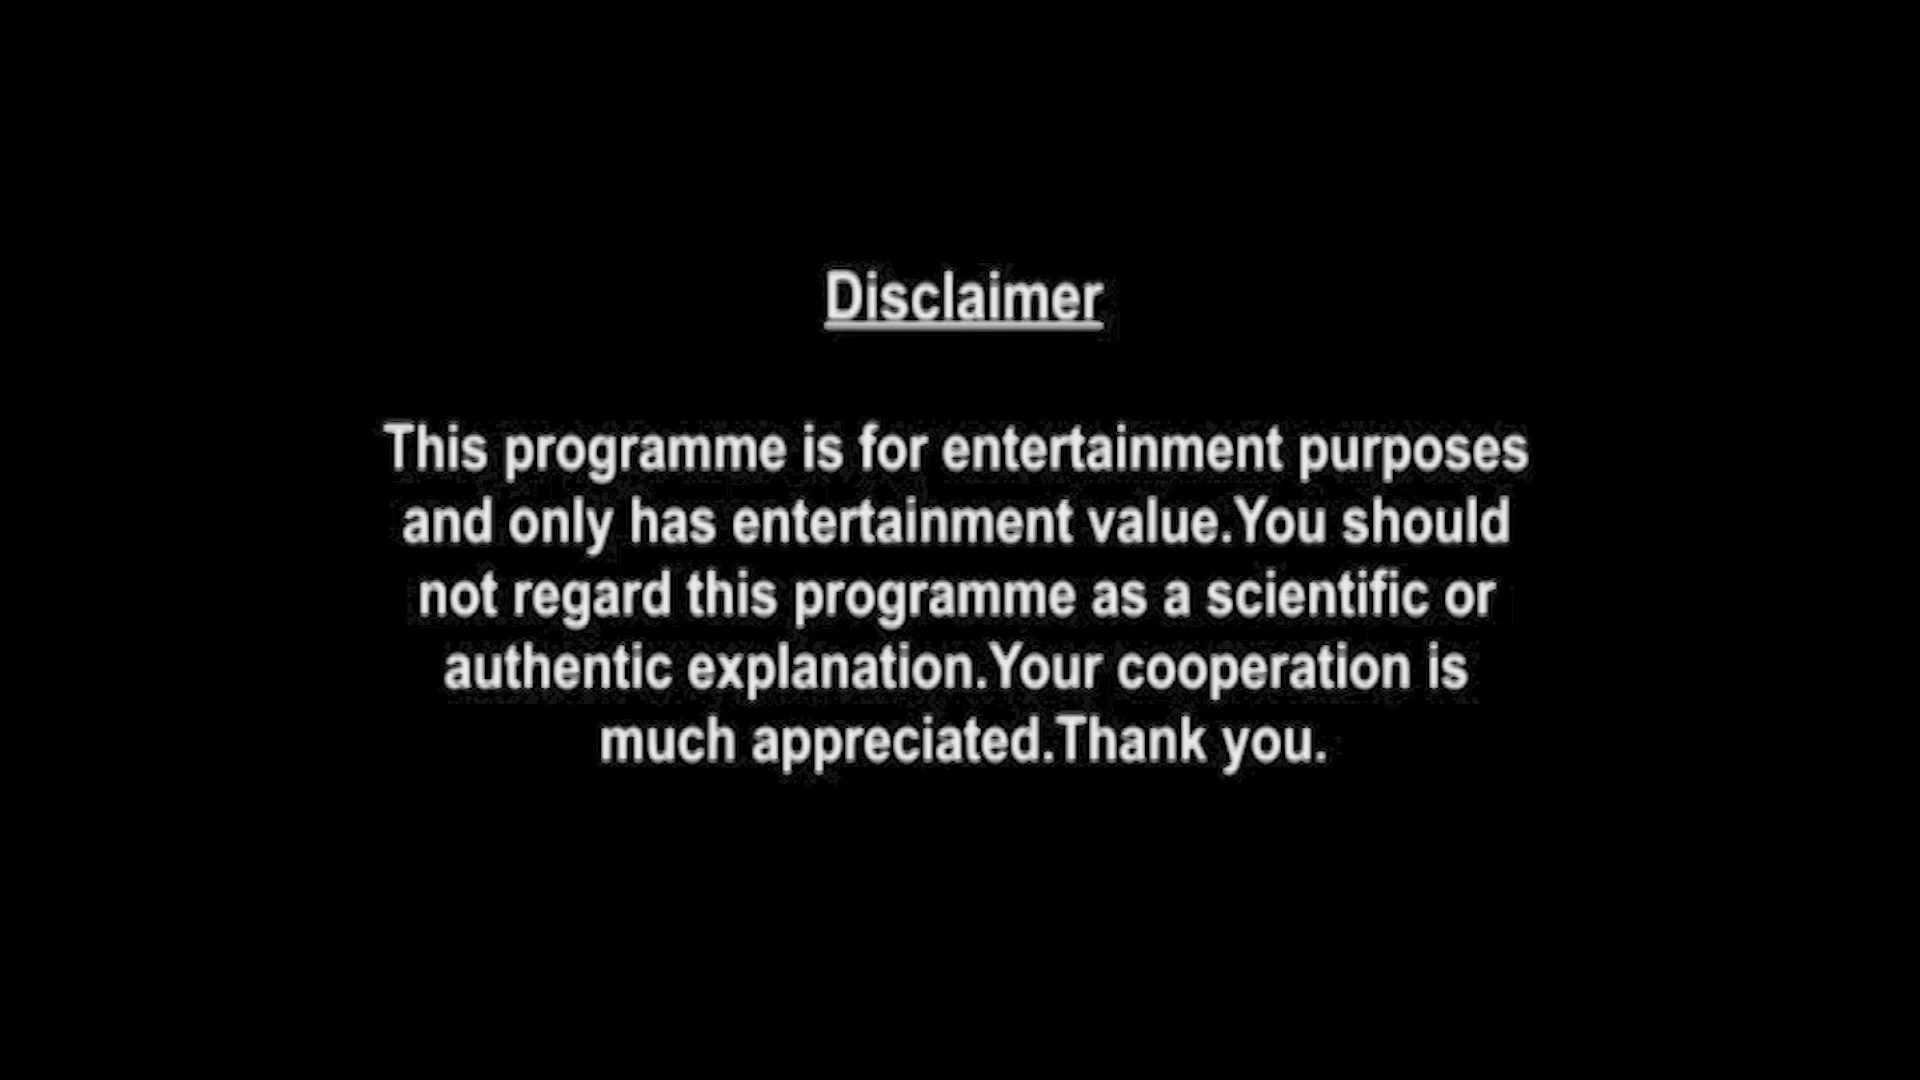 Disclaimer
This programme is for entertainment purposes
and only has entertainment value.You should
not regard this programme as a scientific or
authentic explanation.Your cooperation is
much appreciated.Thank you.